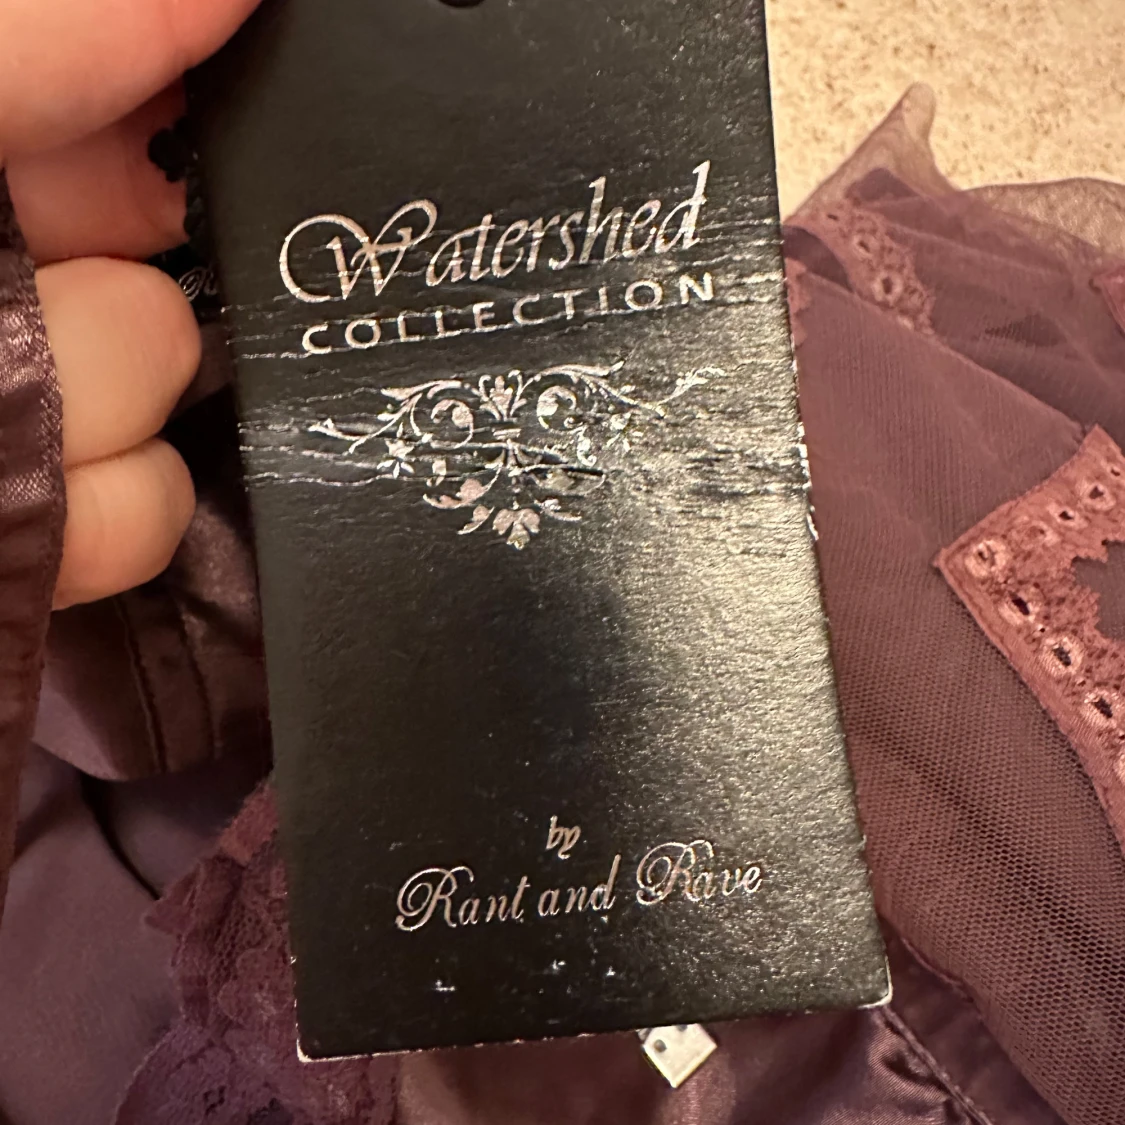 Watershed
COLLECTION
by
Rant and Rave